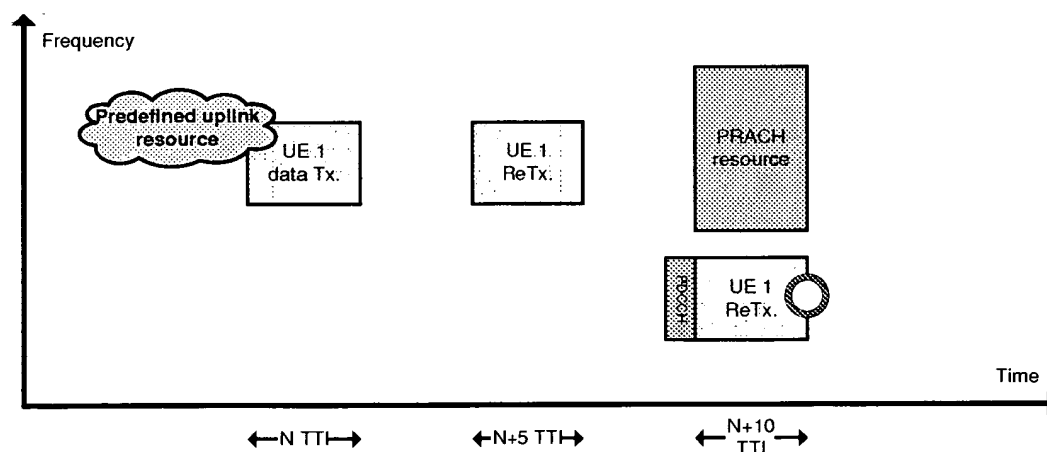 Frequency
Predefined uplink
resource
UE 1
data Tx.
UE 1
ReTx.
PRACH
resource
PDCCH
UE 1
ReTx.
Time
N TTI
N+5 TTI
N+10
TTI